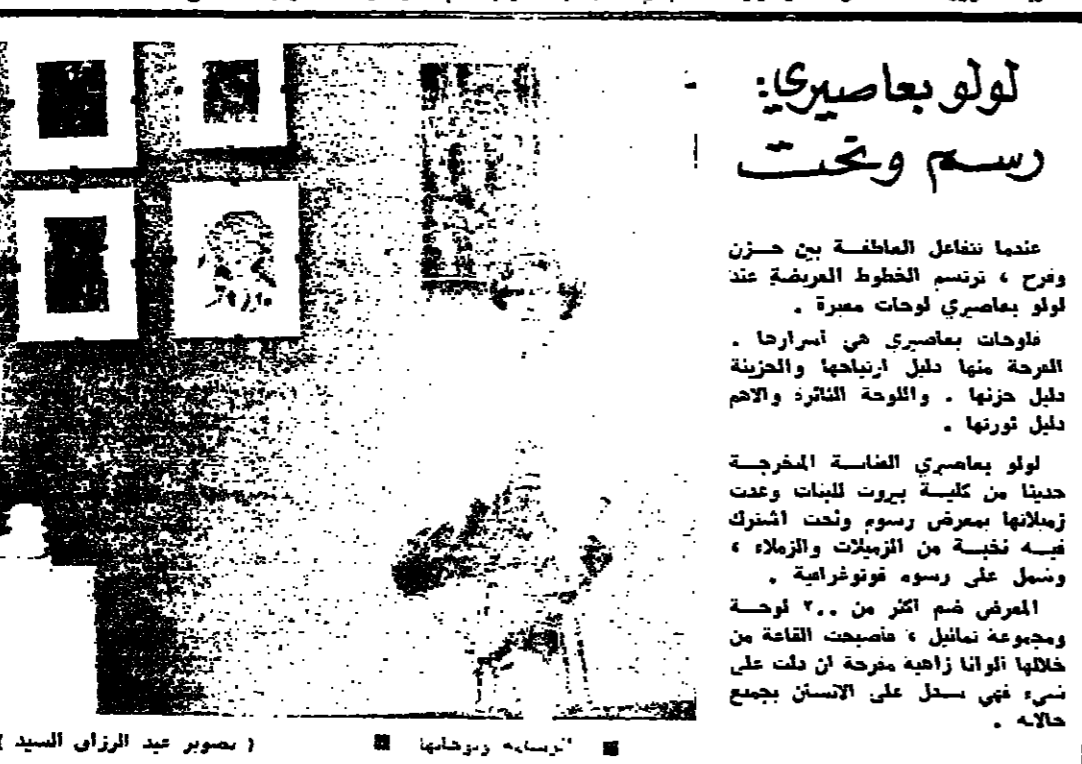 لولو بعاصيري:
رسم ونحت
عندما تتفاعل العاطفة بين حزن
وفرح ، ترتسم الخطوط العريضة عند
لولو بعاصيري لوحات معبرة .
فلوحات بعاصيري هي اسرارها .
الفرحة منها دليل ارتياحها والحزينة
دليل حزنها . واللوحة الثائرة والاهم
دليل ثورتها .
لولو بعاصيري الفنانة المتخرجة
حديثا من كلية بيروت للبنات وعدت
زميلاتها بمعرض رسوم ونحت اشترك
فيه نخبة من الزميلات والزملاء ،
وشمل على رسوم فوتوغرافية .
المعرض ضم اكثر من ٢٠٠ لوحة
ومجموعة تماثيل ، فأصبحت القاعة من
خلالها ألوانا زاهية مفرحة ان دلت على
شيء فهي تدل على الانسان بجميع
حالاته .
الرسامة ولوحاتها
( تصوير عبد الرزاق السيد )